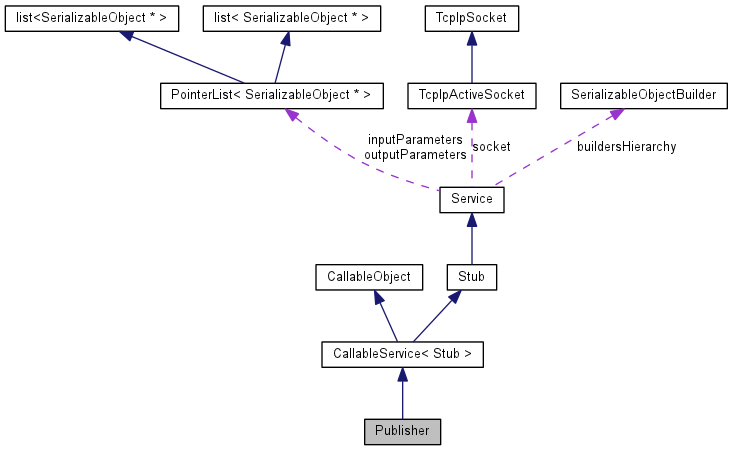 list<SerializableObject * >
list< SerializableObject * >
TcpIpSocket
PointerList< SerializableObject * >
TcpIpActiveSocket
SerializableObjectBuilder
inputParameters
outputParameters
socket
buildersHierarchy
Service
CallableObject
Stub
CallableService< Stub >
Publisher